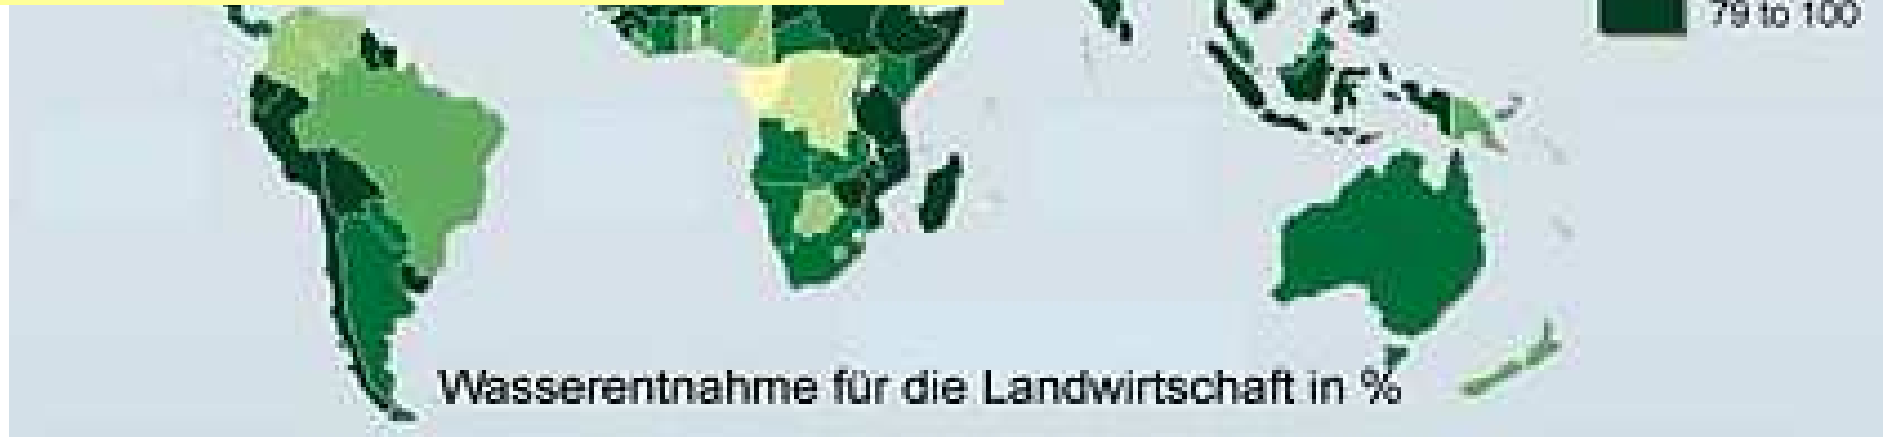 79 to 100
Wasserentnahme für die Landwirtschaft in %